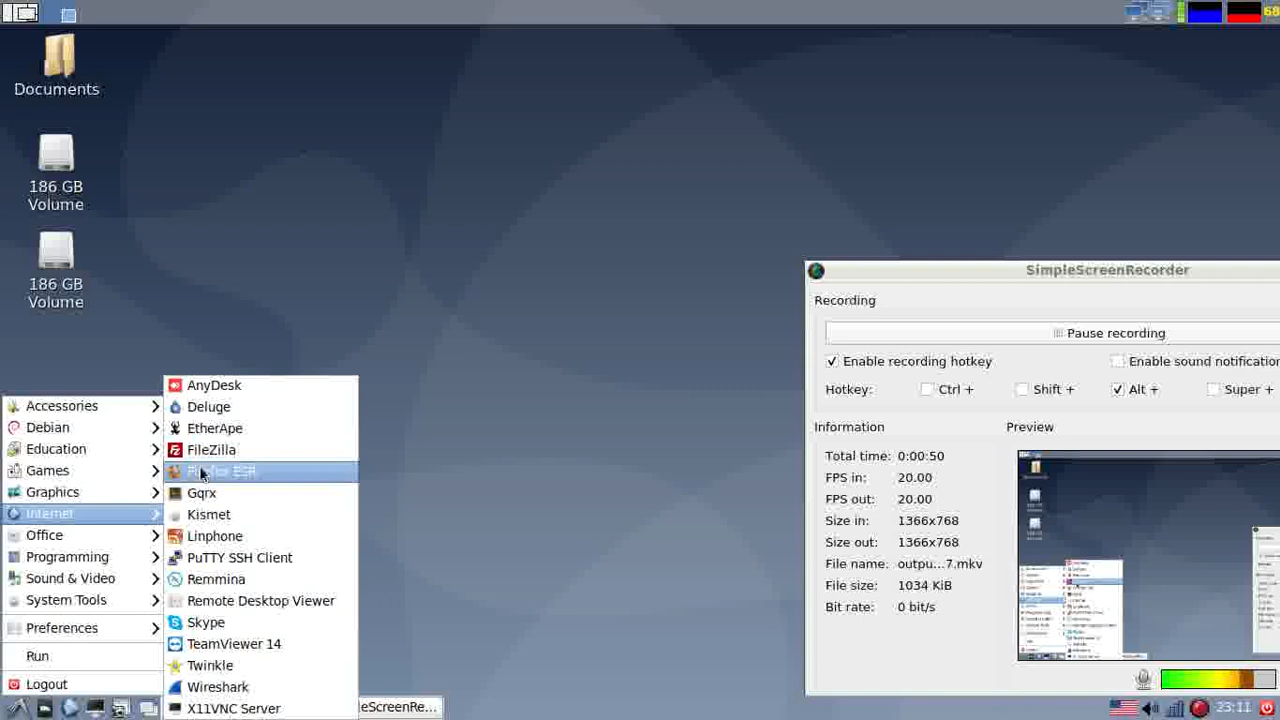 68
Documents
186 GB
Volume
186 GB
Volume
Accessories
Debian
Education
Games
Graphics
Internet
Office
Programming
Sound & Video
System Tools
Preferences
Run
Logout
AnyDesk
Deluge
EtherApe
FileZilla
Firefox ESR
Gqrx
Kismet
Linphone
PuTTY SSH Client
Remmina
Remote Desktop Viewer
Skype
TeamViewer 14
Twinkle
Wireshark
X11VNC Server
SimpleScreenRecorder
Recording
Pause recording
Enable recording hotkey
Enable sound notification
Hotkey: Ctrl + Shift + Alt + Super +
Information
Total time: 0:00:50
FPS in: 20.00
FPS out: 20.00
Size in: 1366x768
Size out: 1366x768
File name: outpu...7.mkv
File size: 1034 KiB
Bit rate: 0 bit/s
Preview
leScreenRe...
23:11